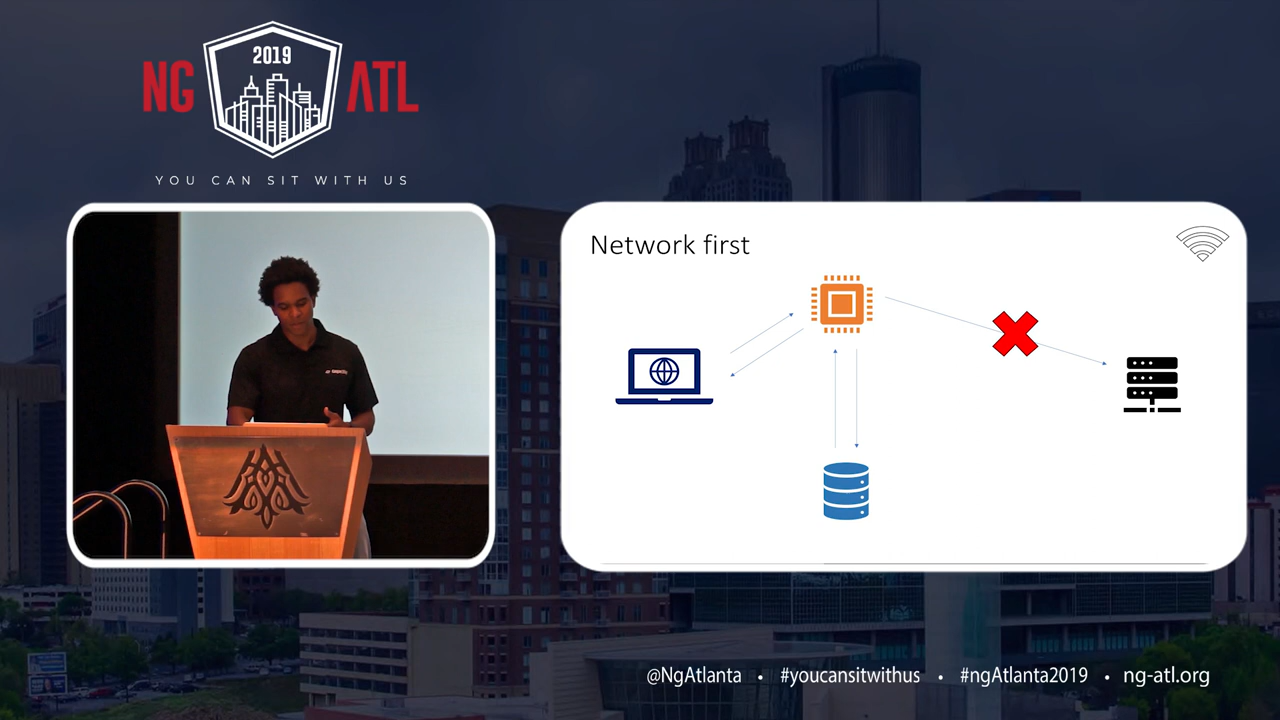 2019
NG ATL
YOU CAN SIT WITH US
Network first
@NgAtlanta • #youcansitwithus • #ngAtlanta2019 • ng-atl.org